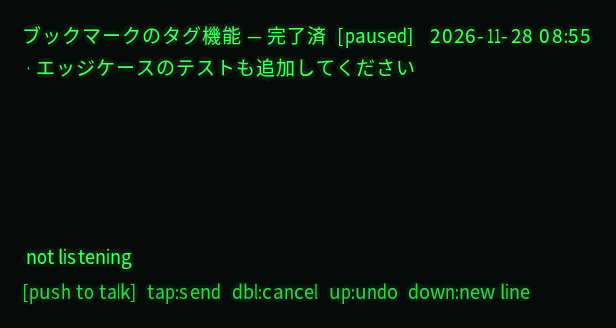 ブックマークのタグ機能 — 完了済 [paused] 2026-11-28 08:55
· エッジケースのテストも追加してください
not listening
[push to talk] tap:send dbl:cancel up:undo down:new line